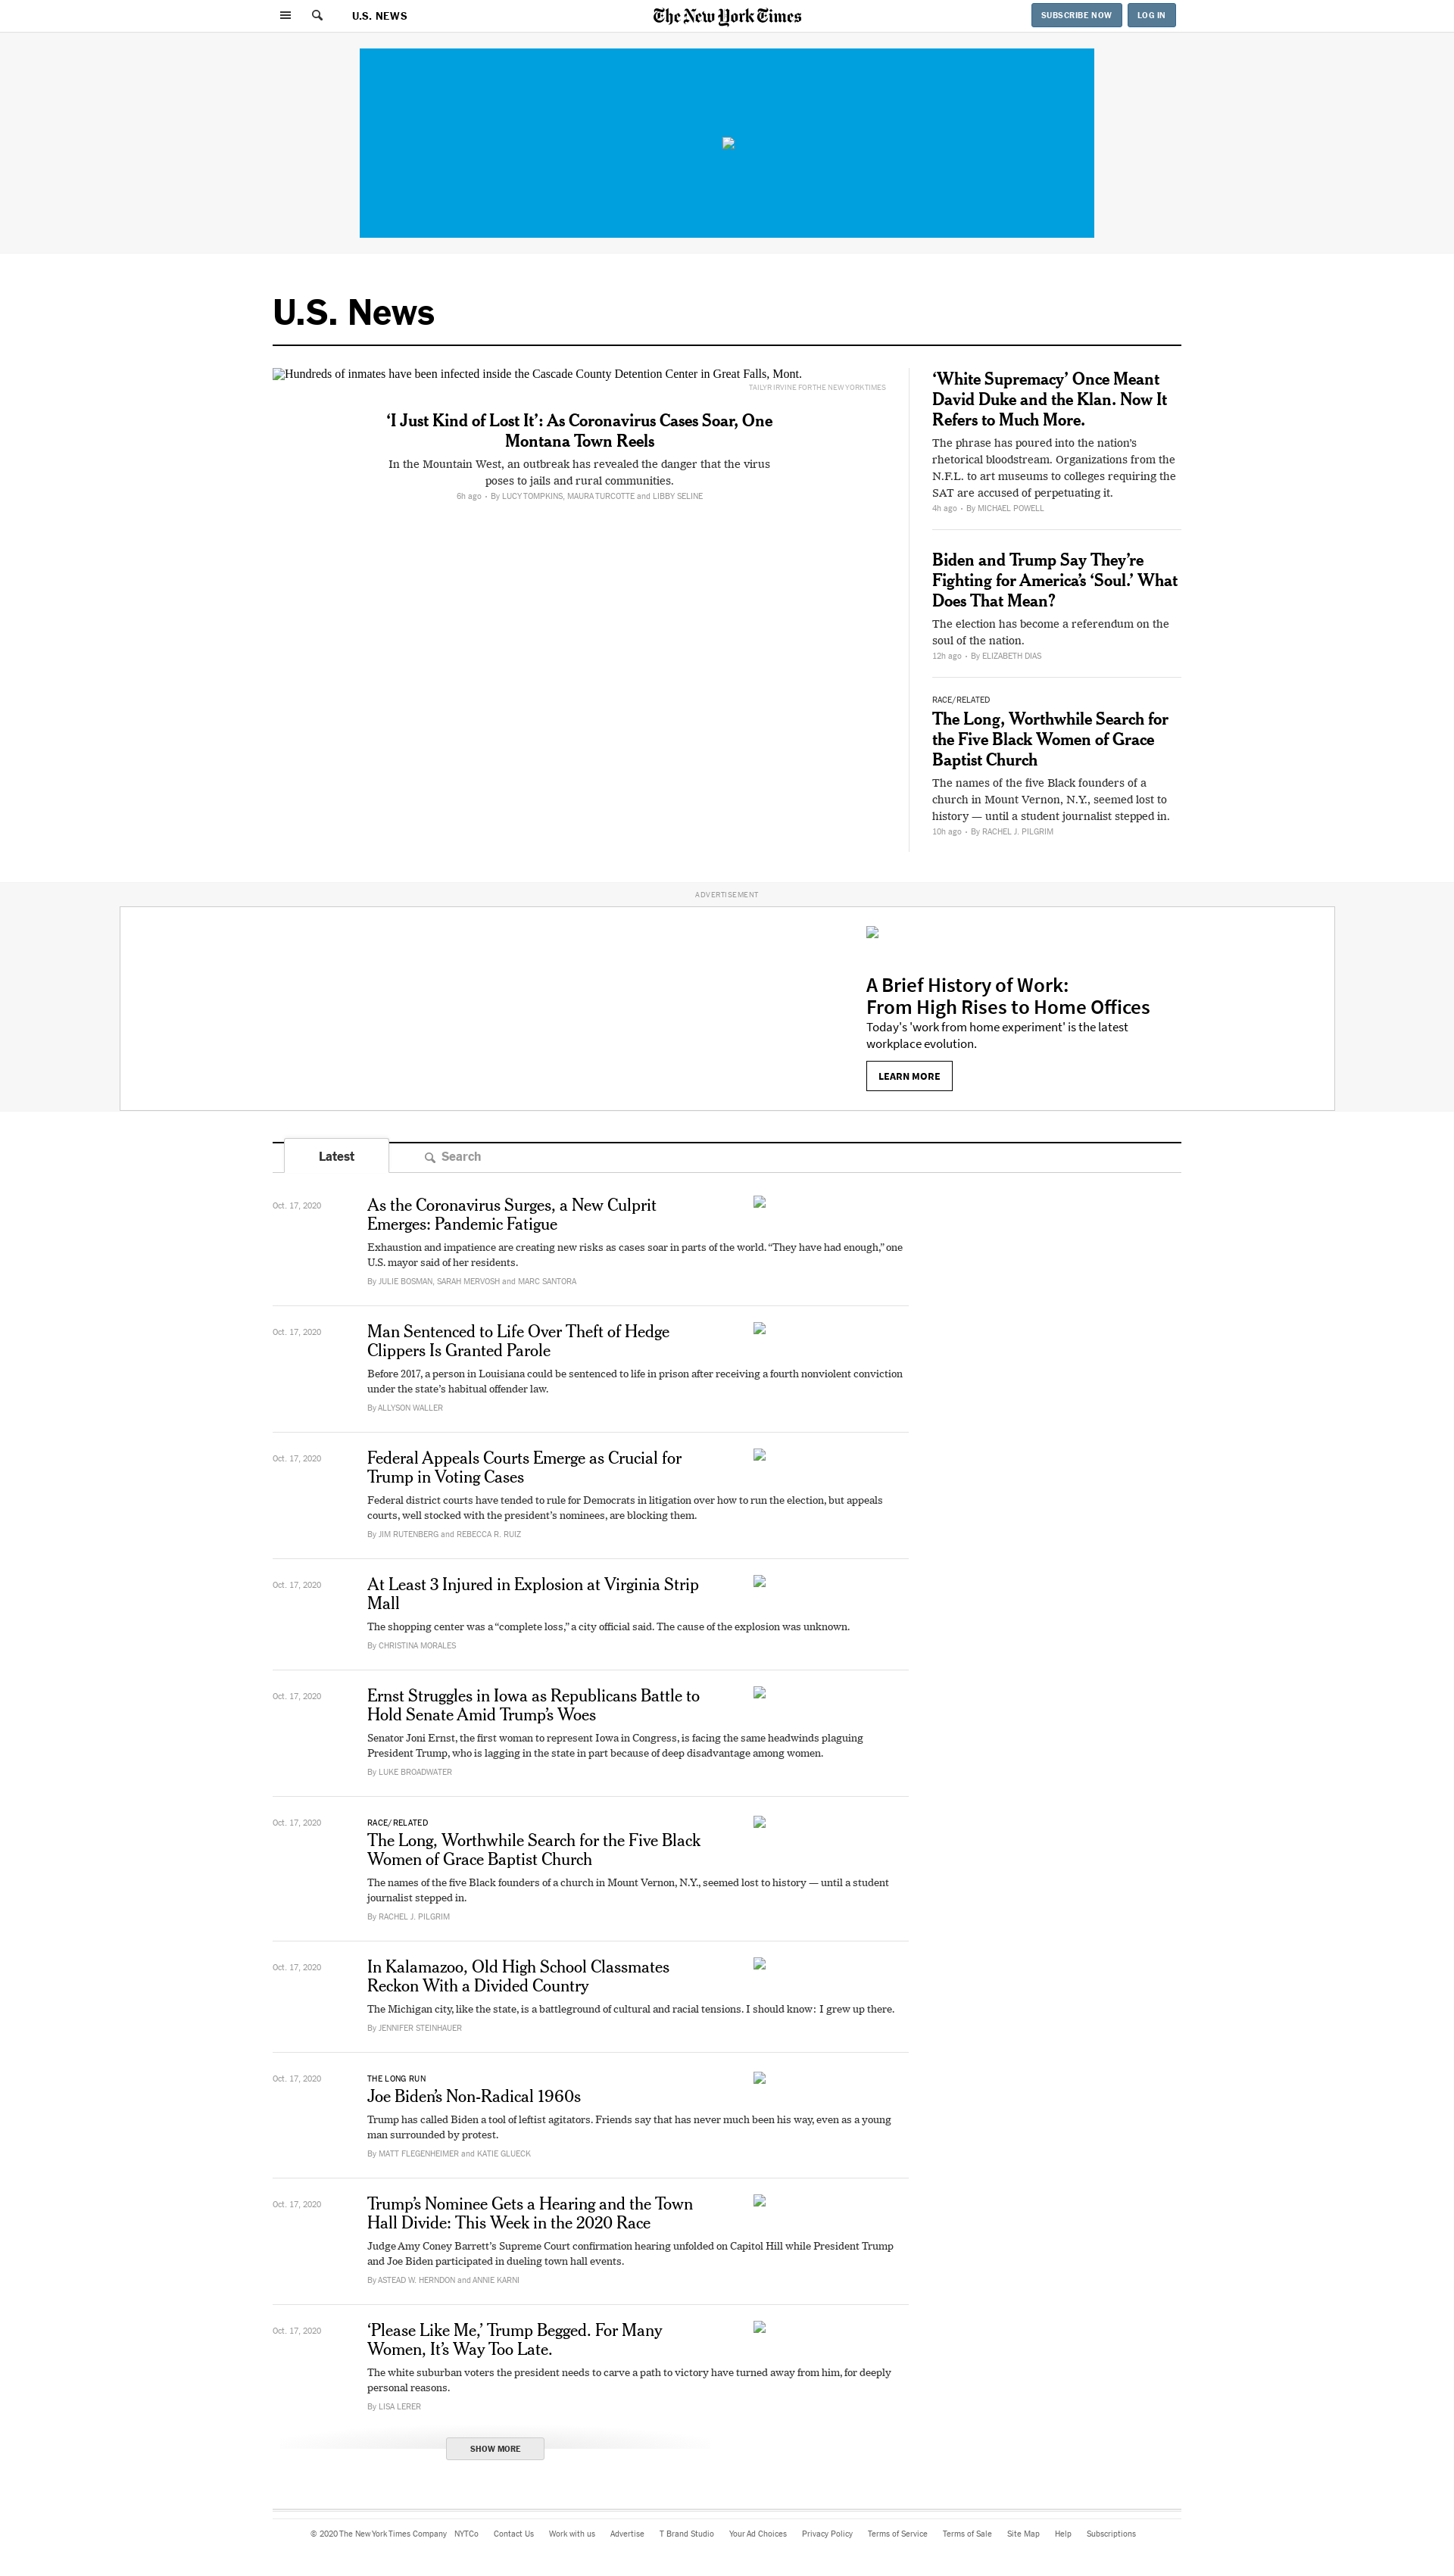 U.S. NEWS
The New York Times
SUBSCRIBE NOW
LOG IN
U.S. News
Hundreds of inmates have been infected inside the Cascade County Detention Center in Great Falls, Mont.
TAILYR IRVINE FOR THE NEW YORK TIMES
‘I Just Kind of Lost It’: As Coronavirus Cases Soar, One
Montana Town Reels
In the Mountain West, an outbreak has revealed the danger that the virus
poses to jails and rural communities.
6h ago • By LUCY TOMPKINS, MAURA TURCOTTE and LIBBY SELINE
‘White Supremacy’ Once Meant
David Duke and the Klan. Now It
Refers to Much More.
The phrase has poured into the nation’s
rhetorical bloodstream. Organizations from the
N.F.L. to art museums to colleges requiring the
SAT are accused of perpetuating it.
4h ago • By MICHAEL POWELL
Biden and Trump Say They’re
Fighting for America’s ‘Soul.’ What
Does That Mean?
The election has become a referendum on the
soul of the nation.
12h ago • By ELIZABETH DIAS
RACE/RELATED
The Long, Worthwhile Search for
the Five Black Women of Grace
Baptist Church
The names of the five Black founders of a
church in Mount Vernon, N.Y., seemed lost to
history — until a student journalist stepped in.
10h ago • By RACHEL J. PILGRIM
ADVERTISEMENT
A Brief History of Work:
From High Rises to Home Offices
Today's 'work from home experiment' is the latest
workplace evolution.
LEARN MORE
Latest
Search
Oct. 17, 2020
As the Coronavirus Surges, a New Culprit
Emerges: Pandemic Fatigue
Exhaustion and impatience are creating new risks as cases soar in parts of the world. “They have had enough,” one
U.S. mayor said of her residents.
By JULIE BOSMAN, SARAH MERVOSH and MARC SANTORA
Oct. 17, 2020
Man Sentenced to Life Over Theft of Hedge
Clippers Is Granted Parole
Before 2017, a person in Louisiana could be sentenced to life in prison after receiving a fourth nonviolent conviction
under the state’s habitual offender law.
By ALLYSON WALLER
Oct. 17, 2020
Federal Appeals Courts Emerge as Crucial for
Trump in Voting Cases
Federal district courts have tended to rule for Democrats in litigation over how to run the election, but appeals
courts, well stocked with the president’s nominees, are blocking them.
By JIM RUTENBERG and REBECCA R. RUIZ
Oct. 17, 2020
At Least 3 Injured in Explosion at Virginia Strip
Mall
The shopping center was a “complete loss,” a city official said. The cause of the explosion was unknown.
By CHRISTINA MORALES
Oct. 17, 2020
Ernst Struggles in Iowa as Republicans Battle to
Hold Senate Amid Trump’s Woes
Senator Joni Ernst, the first woman to represent Iowa in Congress, is facing the same headwinds plaguing
President Trump, who is lagging in the state in part because of deep disadvantage among women.
By LUKE BROADWATER
Oct. 17, 2020
RACE/RELATED
The Long, Worthwhile Search for the Five Black
Women of Grace Baptist Church
The names of the five Black founders of a church in Mount Vernon, N.Y., seemed lost to history — until a student
journalist stepped in.
By RACHEL J. PILGRIM
Oct. 17, 2020
In Kalamazoo, Old High School Classmates
Reckon With a Divided Country
The Michigan city, like the state, is a battleground of cultural and racial tensions. I should know: I grew up there.
By JENNIFER STEINHAUER
Oct. 17, 2020
THE LONG RUN
Joe Biden’s Non-Radical 1960s
Trump has called Biden a tool of leftist agitators. Friends say that has never much been his way, even as a young
man surrounded by protest.
By MATT FLEGENHEIMER and KATIE GLUECK
Oct. 17, 2020
Trump’s Nominee Gets a Hearing and the Town
Hall Divide: This Week in the 2020 Race
Judge Amy Coney Barrett’s Supreme Court confirmation hearing unfolded on Capitol Hill while President Trump
and Joe Biden participated in dueling town hall events.
By ASTEAD W. HERNDON and ANNIE KARNI
Oct. 17, 2020
‘Please Like Me,’ Trump Begged. For Many
Women, It’s Way Too Late.
The white suburban voters the president needs to carve a path to victory have turned away from him, for deeply
personal reasons.
By LISA LERER
SHOW MORE
© 2020 The New York Times Company NYTCo Contact Us Work with us Advertise T Brand Studio Your Ad Choices Privacy Policy Terms of Service Terms of Sale Site Map Help Subscriptions